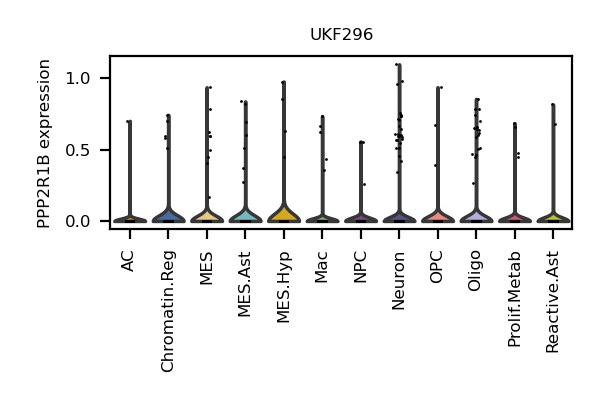 UKF296
PPP2R1B expression
1.0
0.5
0.0
AC
Chromatin.Reg
MES
MES.Ast
MES.Hyp
Mac
NPC
Neuron
OPC
Oligo
Prolif.Metab
Reactive.Ast